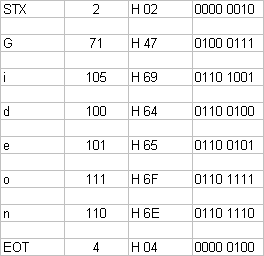 STX 2 H 02 0000 0010
G 71 H 47 0100 0111
i 105 H 69 0110 1001
d 100 H 64 0110 0100
e 101 H 65 0110 0101
o 111 H 6F 0110 1111
n 110 H 6E 0110 1110
EOT 4 H 04 0000 0100